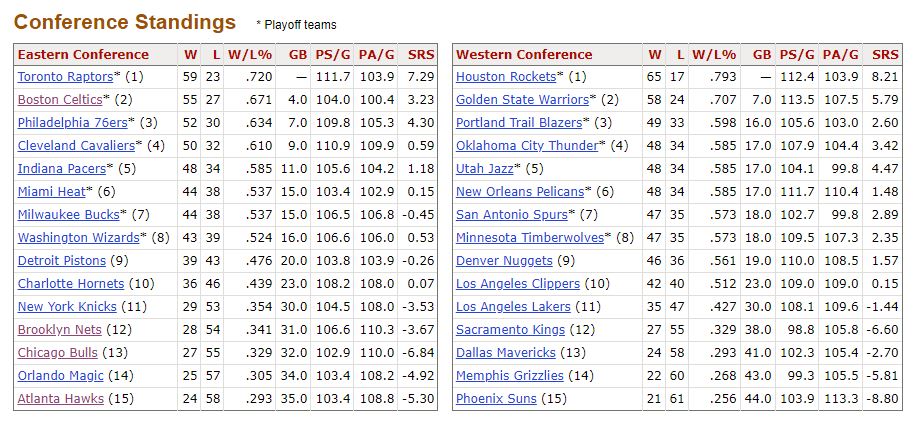 Conference Standings * Playoff teams
Eastern Conference W L W/L% GB PS/G PA/G SRS
Toronto Raptors* (1) 59 23 .720 — 111.7 103.9 7.29
Boston Celtics* (2) 55 27 .671 4.0 104.0 100.4 3.23
Philadelphia 76ers* (3) 52 30 .634 7.0 109.8 105.3 4.30
Cleveland Cavaliers* (4) 50 32 .610 9.0 110.9 109.9 0.59
Indiana Pacers* (5) 48 34 .585 11.0 105.6 104.2 1.18
Miami Heat* (6) 44 38 .537 15.0 103.4 102.9 0.15
Milwaukee Bucks* (7) 44 38 .537 15.0 106.5 106.8 -0.45
Washington Wizards* (8) 43 39 .524 16.0 106.6 106.0 0.53
Detroit Pistons (9) 39 43 .476 20.0 103.8 103.9 -0.26
Charlotte Hornets (10) 36 46 .439 23.0 108.2 108.0 0.07
New York Knicks (11) 29 53 .354 30.0 104.5 108.0 -3.53
Brooklyn Nets (12) 28 54 .341 31.0 106.6 110.3 -3.67
Chicago Bulls (13) 27 55 .329 32.0 102.9 110.0 -6.84
Orlando Magic (14) 25 57 .305 34.0 103.4 108.2 -4.92
Atlanta Hawks (15) 24 58 .293 35.0 103.4 108.8 -5.30
Western Conference W L W/L% GB PS/G PA/G SRS
Houston Rockets* (1) 65 17 .793 — 112.4 103.9 8.21
Golden State Warriors* (2) 58 24 .707 7.0 113.5 107.5 5.79
Portland Trail Blazers* (3) 49 33 .598 16.0 105.6 103.0 2.60
Oklahoma City Thunder* (4) 48 34 .585 17.0 107.9 104.4 3.42
Utah Jazz* (5) 48 34 .585 17.0 104.1 99.8 4.47
New Orleans Pelicans* (6) 48 34 .585 17.0 111.7 110.4 1.48
San Antonio Spurs* (7) 47 35 .573 18.0 102.7 99.8 2.89
Minnesota Timberwolves* (8) 47 35 .573 18.0 109.5 107.3 2.35
Denver Nuggets (9) 46 36 .561 19.0 110.0 108.5 1.57
Los Angeles Clippers (10) 42 40 .512 23.0 109.0 109.0 0.15
Los Angeles Lakers (11) 35 47 .427 30.0 108.1 109.6 -1.44
Sacramento Kings (12) 27 55 .329 38.0 98.8 105.8 -6.60
Dallas Mavericks (13) 24 58 .293 41.0 102.3 105.4 -2.70
Memphis Grizzlies (14) 22 60 .268 43.0 99.3 105.5 -5.81
Phoenix Suns (15) 21 61 .256 44.0 103.9 113.3 -8.80